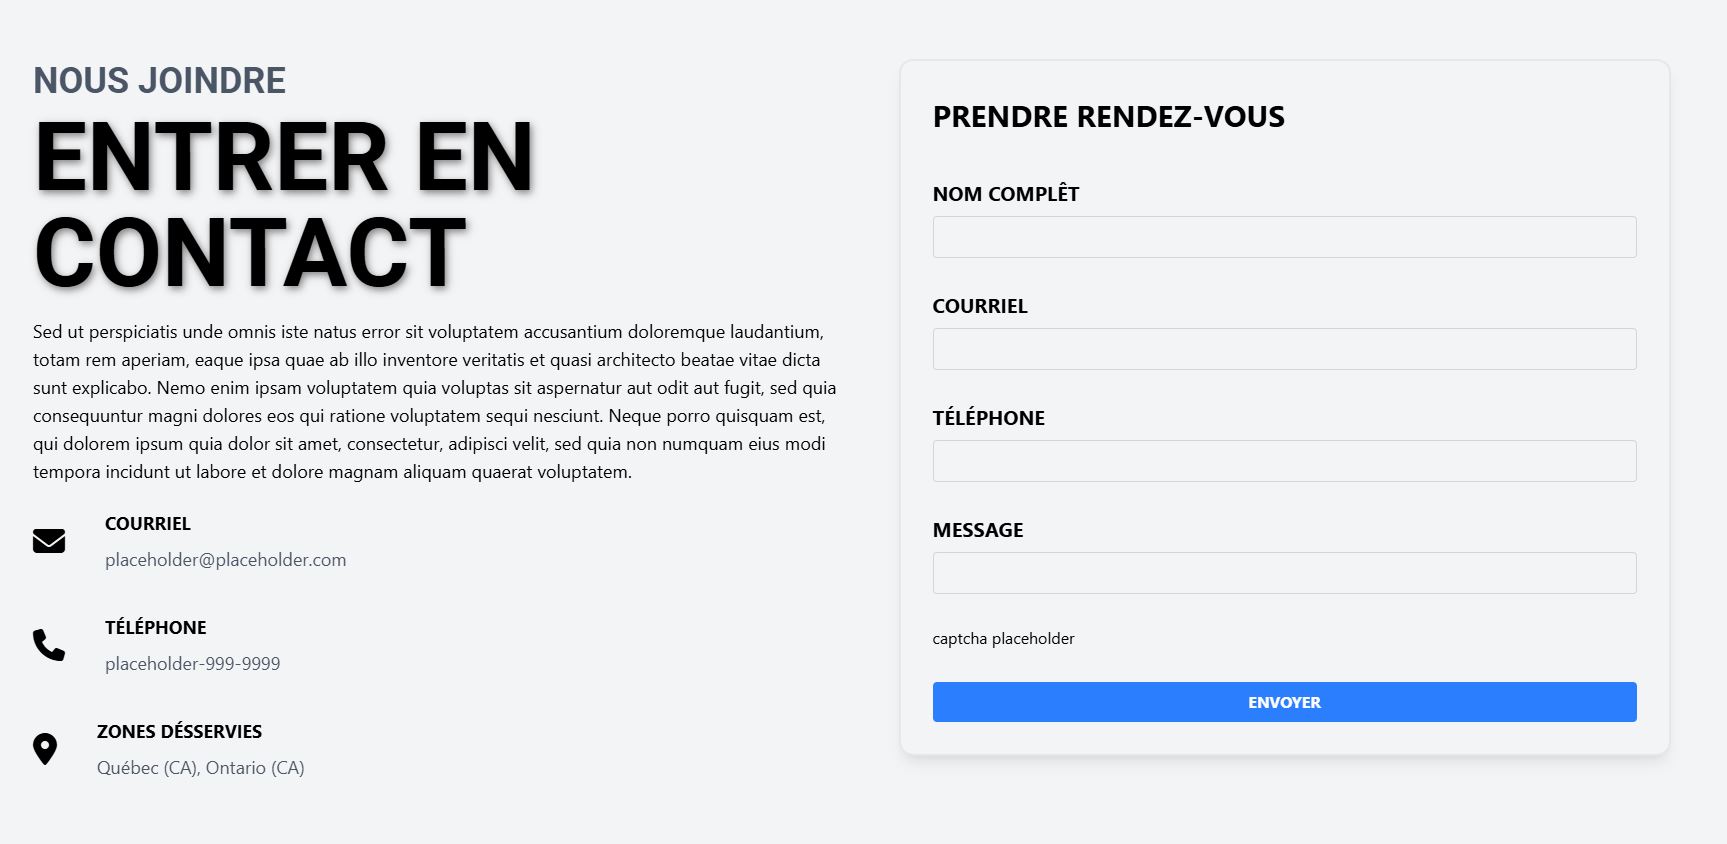 NOUS JOINDRE
ENTRER EN
CONTACT
Sed ut perspiciatis unde omnis iste natus error sit voluptatem accusantium doloremque laudantium,
totam rem aperiam, eaque ipsa quae ab illo inventore veritatis et quasi architecto beatae vitae dicta
sunt explicabo. Nemo enim ipsam voluptatem quia voluptas sit aspernatur aut odit aut fugit, sed quia
consequuntur magni dolores eos qui ratione voluptatem sequi nesciunt. Neque porro quisquam est,
qui dolorem ipsum quia dolor sit amet, consectetur, adipisci velit, sed quia non numquam eius modi
tempora incidunt ut labore et dolore magnam aliquam quaerat voluptatem.
COURRIEL
placeholder@placeholder.com
TÉLÉPHONE
placeholder-999-9999
ZONES DÉSSERVIES
Québec (CA), Ontario (CA)
PRENDRE RENDEZ-VOUS
NOM COMPLÊT
COURRIEL
TÉLÉPHONE
MESSAGE
captcha placeholder
ENVOYER